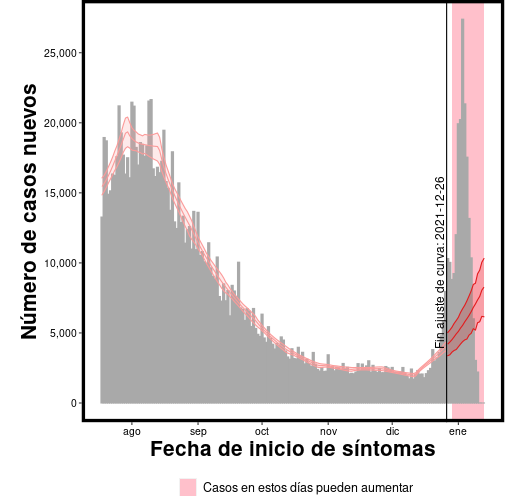 Número de casos nuevos
25,000
20,000
15,000
10,000
5,000
0
Fin ajuste de curva: 2021-12-26
ago sep oct nov dic ene
Fecha de inicio de síntomas
Casos en estos días pueden aumentar